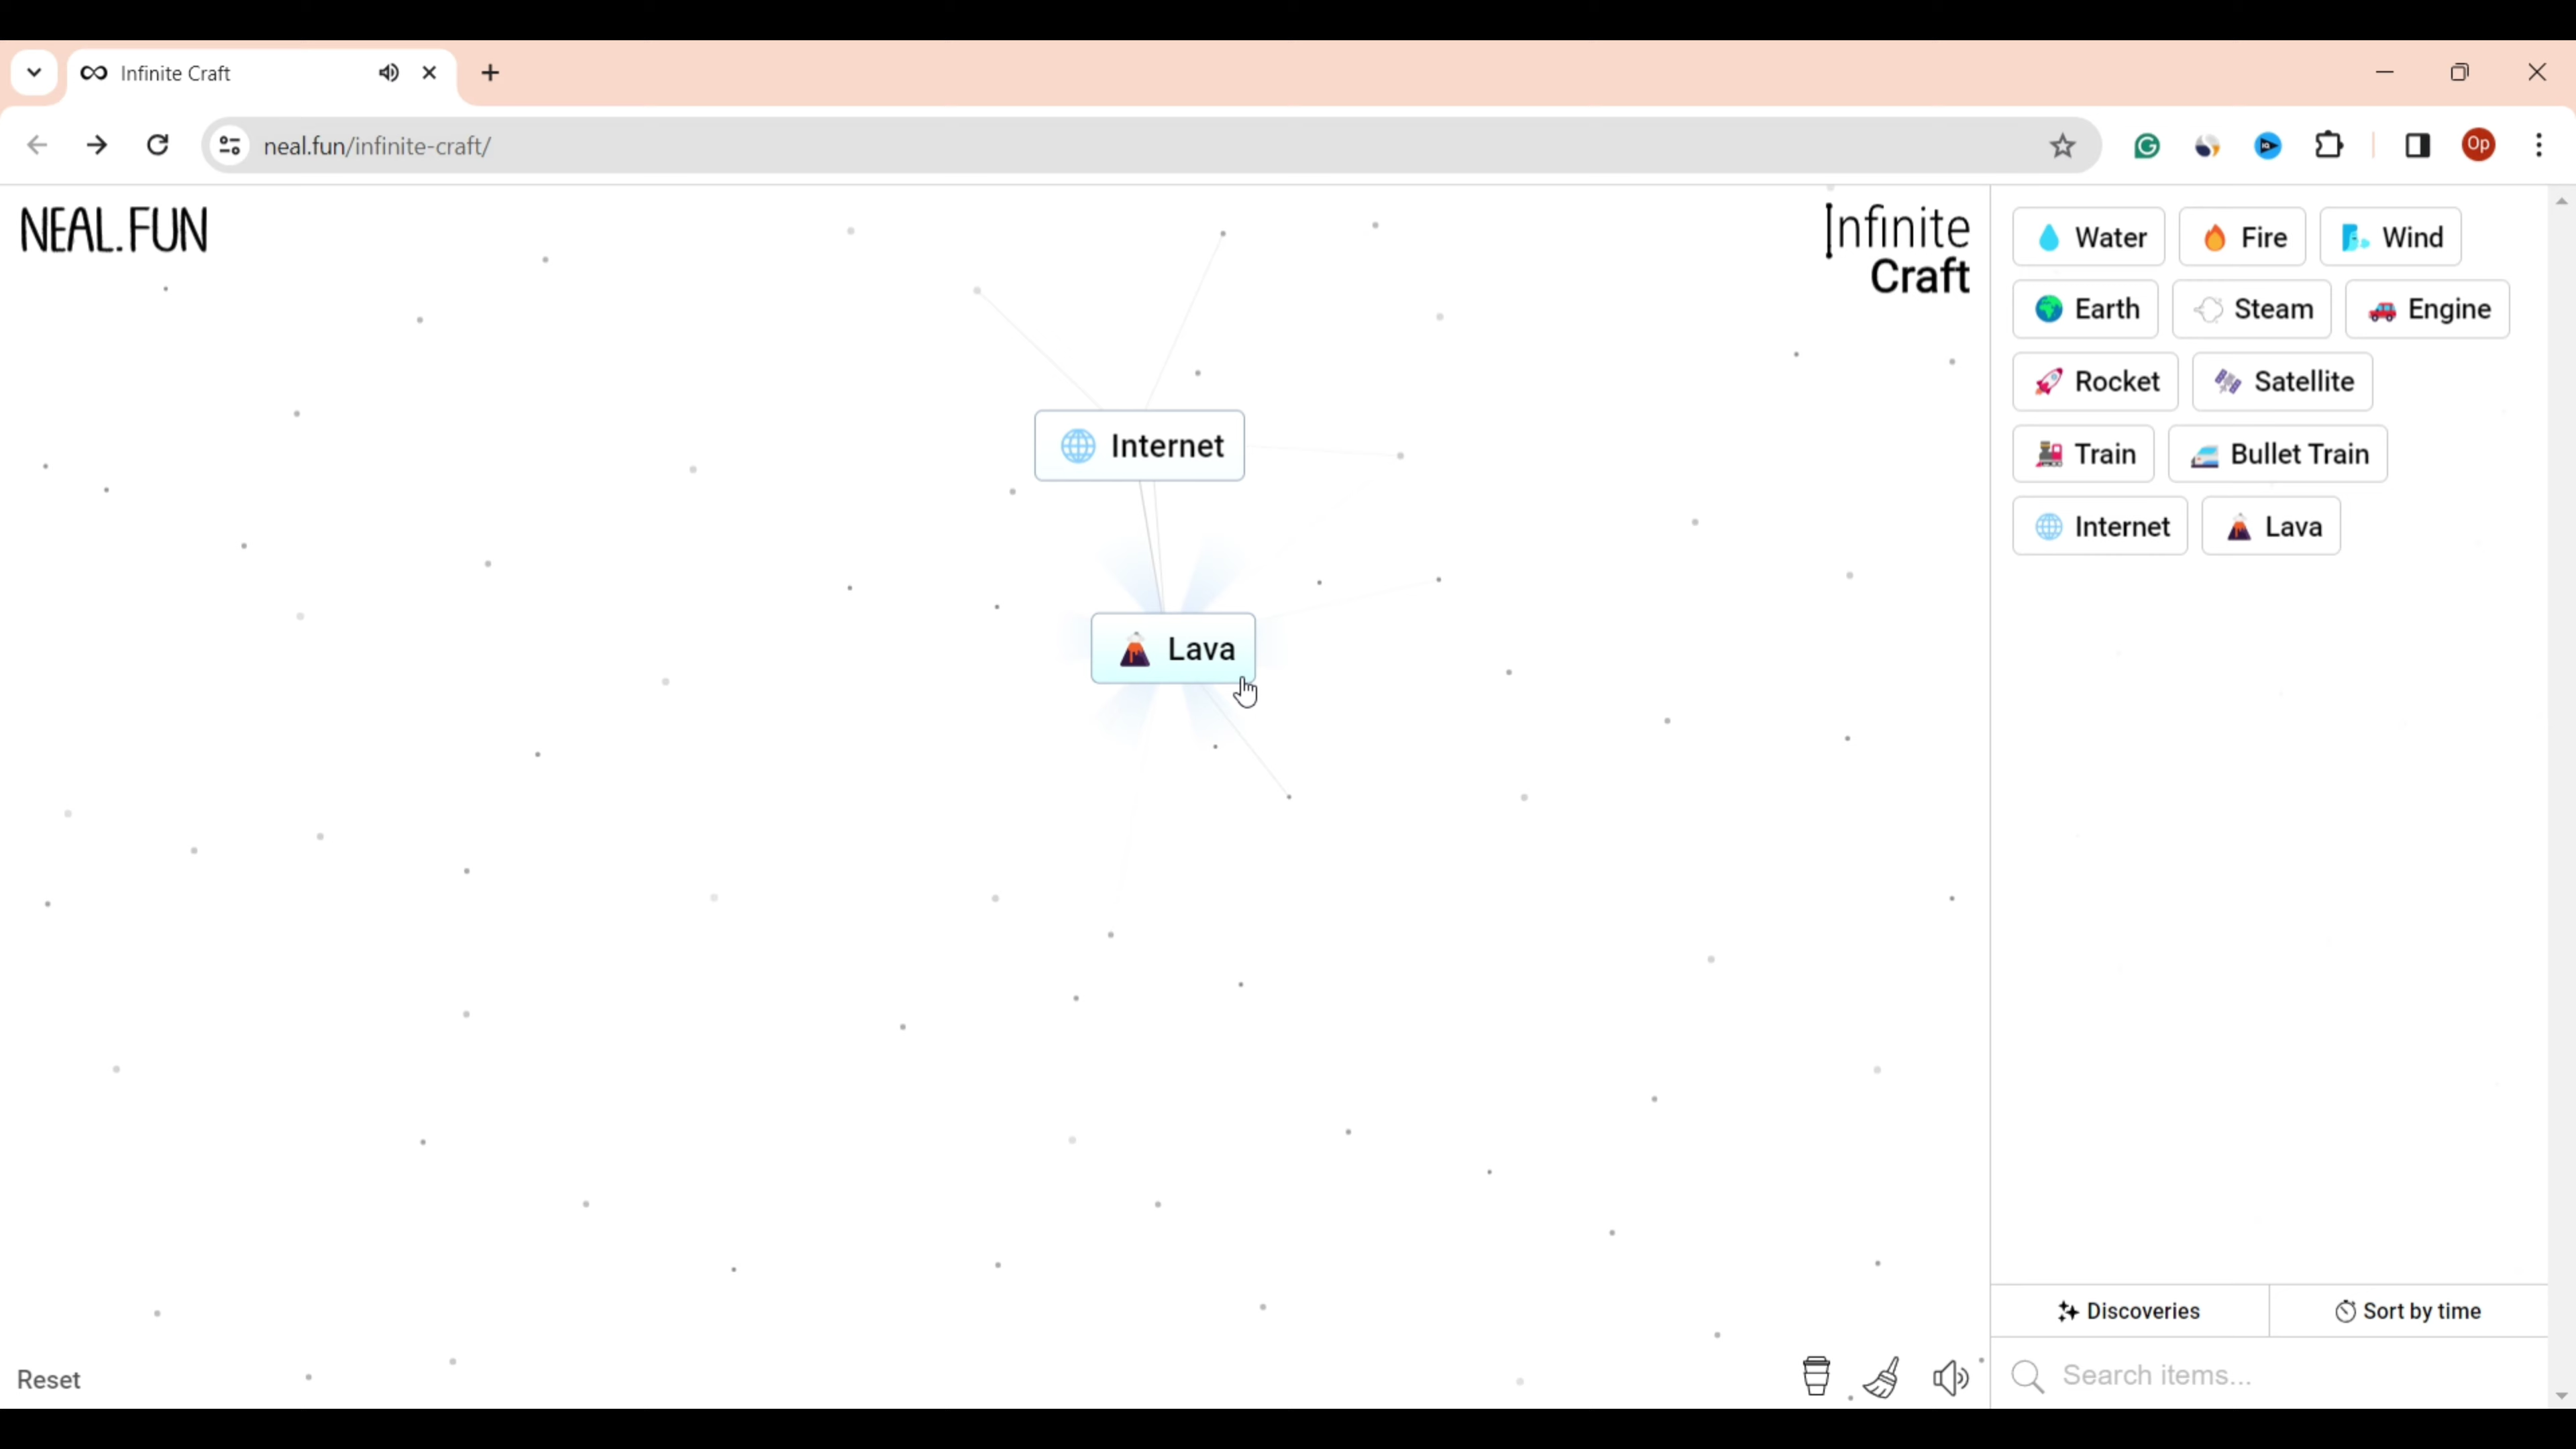 Infinite Craft
neal.fun/infinite-craft/
Op
NEAL.FUN
Infinite
Craft
Internet
Lava
Water Fire Wind
Earth Steam Engine
Rocket Satellite
Train Bullet Train
Internet Lava
Discoveries Sort by time
Reset
Search items...